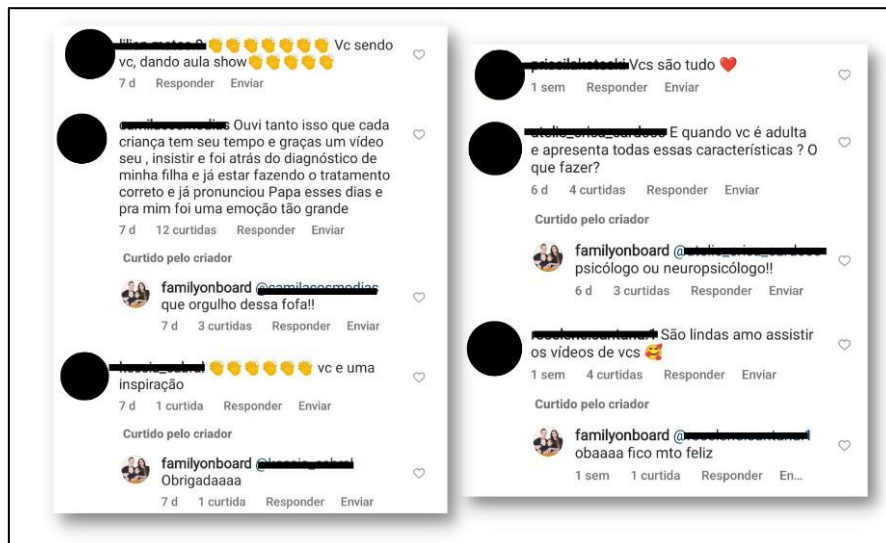 👏👏👏👏👏👏👏 Vc sendo
vc, dando aula show👏👏👏👏👏
7 d Responder Enviar
Ouvi tanto isso que cada
criança tem seu tempo e graças um vídeo
seu , insistir e foi atrás do diagnóstico de
minha filha e já estar fazendo o tratamento
correto e já pronunciou Papa esses dias e
pra mim foi uma emoção tão grande
7 d 12 curtidas Responder Enviar
Curtido pelo criador
familyonboard
que orgulho dessa fofa!!
7 d 3 curtidas Responder Enviar
👏👏👏👏👏👏 vc e uma
inspiração
7 d 1 curtida Responder Enviar
Curtido pelo criador
familyonboard
Obrigadaaaa
7 d 1 curtida Responder Enviar
Vcs são tudo ❤️
1 sem Responder Enviar
E quando vc é adulta
e apresenta todas essas características ? O
que fazer?
6 d 4 curtidas Responder Enviar
Curtido pelo criador
familyonboard
psicólogo ou neuropsicólogo!!
6 d 3 curtidas Responder Enviar
São lindas amo assistir
os vídeos de vcs 🥰
1 sem 4 curtidas Responder Enviar
Curtido pelo criador
familyonboard
obaaaa fico mto feliz
1 sem 1 curtida Responder En...